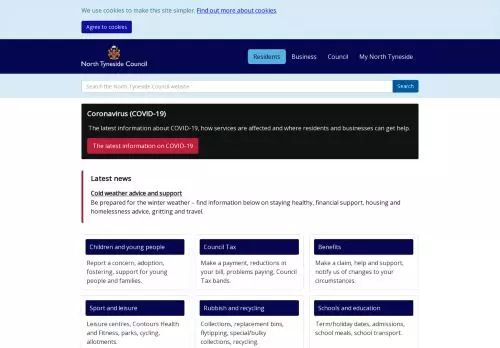 We use cookies to make this site simpler. Find out more about cookies.
Agree to cookies
North Tyneside Council
Residents Business Council My North Tyneside
Search the North Tyneside Council website
Search
Coronavirus (COVID-19)
The latest information about COVID-19, how services are affected and where residents and businesses can get help.
The latest information on COVID-19
Latest news
Cold weather advice and support
Be prepared for the winter weather – find information below on staying healthy, financial support, housing and
homelessness advice, gritting and travel.
Children and young people
Report a concern, adoption,
fostering, support for young
people and families.
Council Tax
Make a payment, reductions in
your bill, problems paying, Council
Tax bands.
Benefits
Make a claim, help and support,
notify us of changes to your
circumstances.
Sport and leisure
Leisure centres, Contours Health
and Fitness, parks, cycling,
allotments.
Rubbish and recycling
Collections, replacement bins,
flytipping, special/bulky
collections, recycling.
Schools and education
Term/holiday dates, admissions,
school meals, school transport.